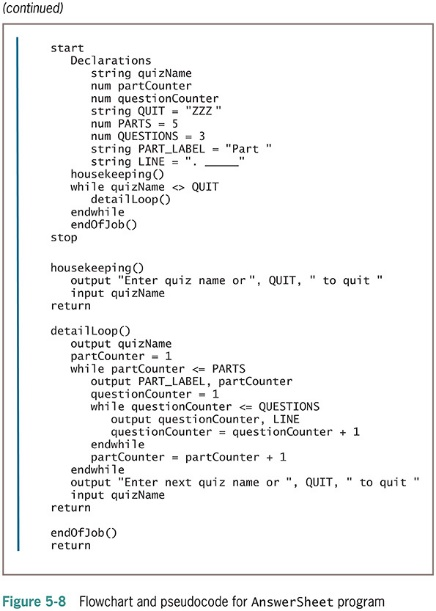 (continued)
start
Declarations
string quizName
num partCounter
num questionCounter
string QUIT = "ZZZ"
num PARTS = 5
num QUESTIONS = 3
string PART_LABEL = "Part "
string LINE = ". _____"
housekeeping()
while quizName <> QUIT
detailLoop()
endwhile
endOfJob()
stop
housekeeping()
output "Enter quiz name or ", QUIT, " to quit "
input quizName
return
detailLoop()
output quizName
partCounter = 1
while partCounter <= PARTS
output PART_LABEL, partCounter
questionCounter = 1
while questionCounter <= QUESTIONS
output questionCounter, LINE
questionCounter = questionCounter + 1
endwhile
partCounter = partCounter + 1
endwhile
output "Enter next quiz name or ", QUIT, " to quit "
input quizName
return
endOfJob()
return
Figure 5-8 Flowchart and pseudocode for AnswerSheet program